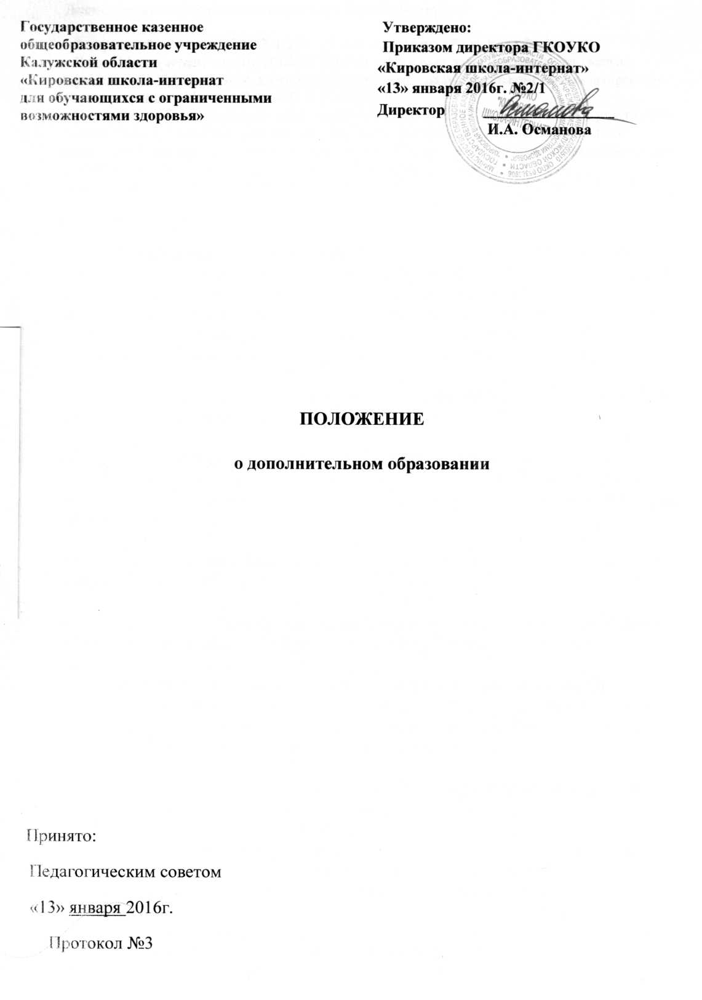 Государственное казенное
общеобразовательное учреждение
Калужской области
«Кировская школа-интернат
для обучающихся с ограниченными
возможностями здоровья»
Утверждено:
Приказом директора ГКОУКО
«Кировская школа-интернат»
«13» января 2016г. №2/1
Директор
И.А. Османова
ПОЛОЖЕНИЕ
о дополнительном образовании
Принято:
Педагогическим советом
«13» января 2016г.
Протокол №3